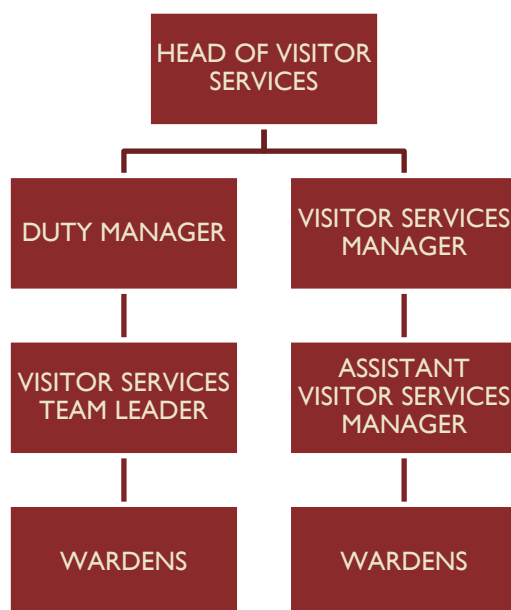 HEAD OF VISITOR
SERVICES
DUTY MANAGER
VISITOR SERVICES
MANAGER
VISITOR SERVICES
TEAM LEADER
ASSISTANT
VISITOR SERVICES
MANAGER
WARDENS
WARDENS